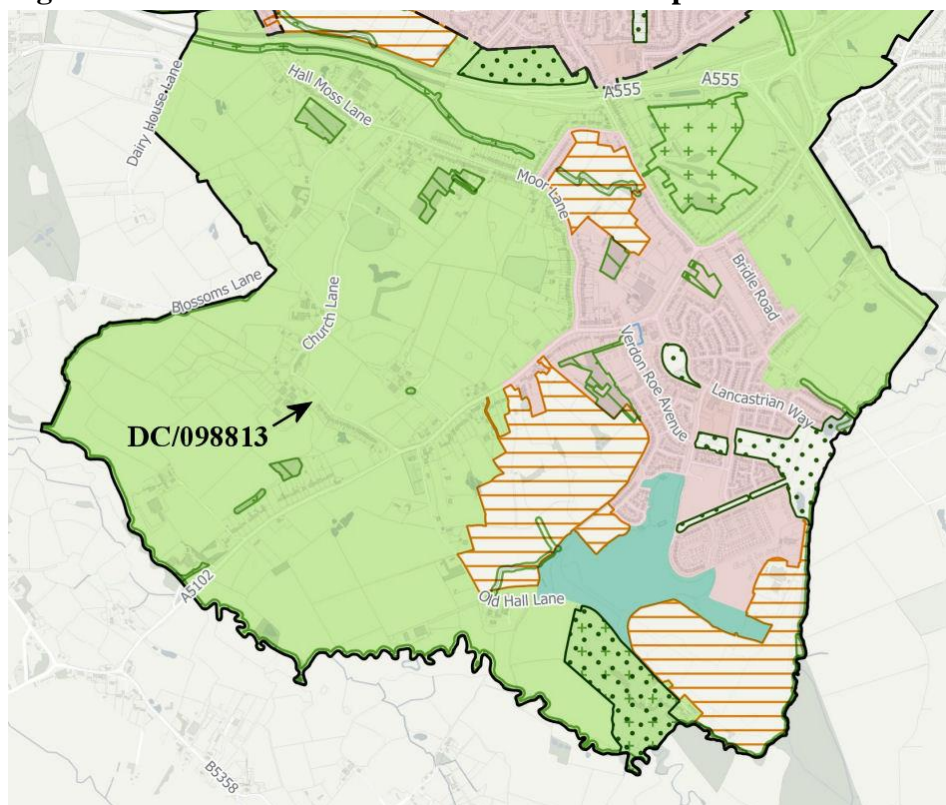 A555
A555
Hall Moss Lane
Dairy House Lane
Moor Lane
Bridle Road
Blossoms Lane
Church Lane
Verdon Roe Avenue
Lancastrian Way
DC/098813
A5102
Old Hall Lane
B5358